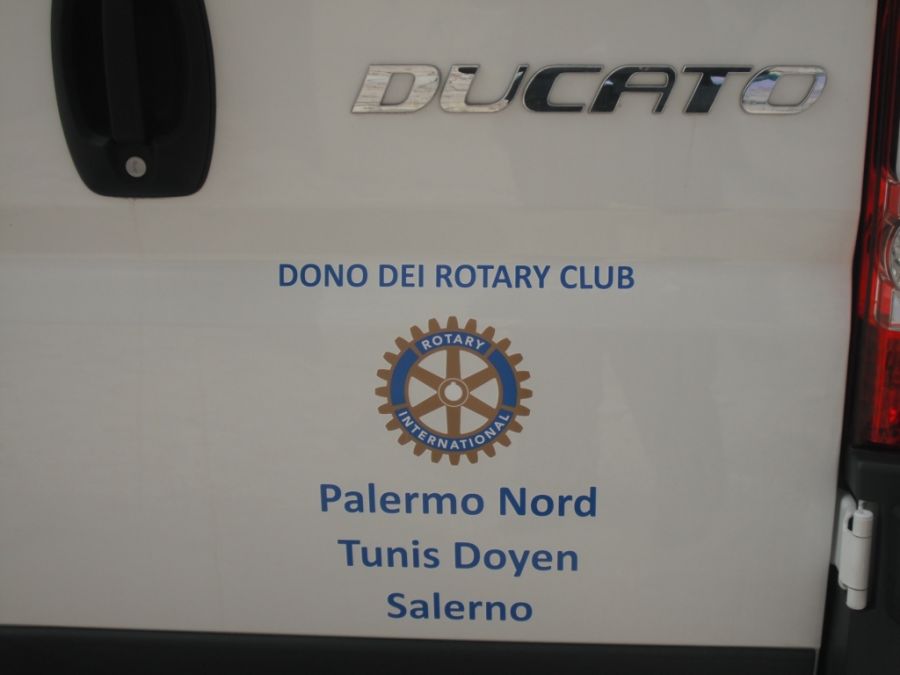 DUCATO
DONO DEI ROTARY CLUB
ROTARY
INTERNATIONAL
Palermo Nord
Tunis Doyen
Salerno